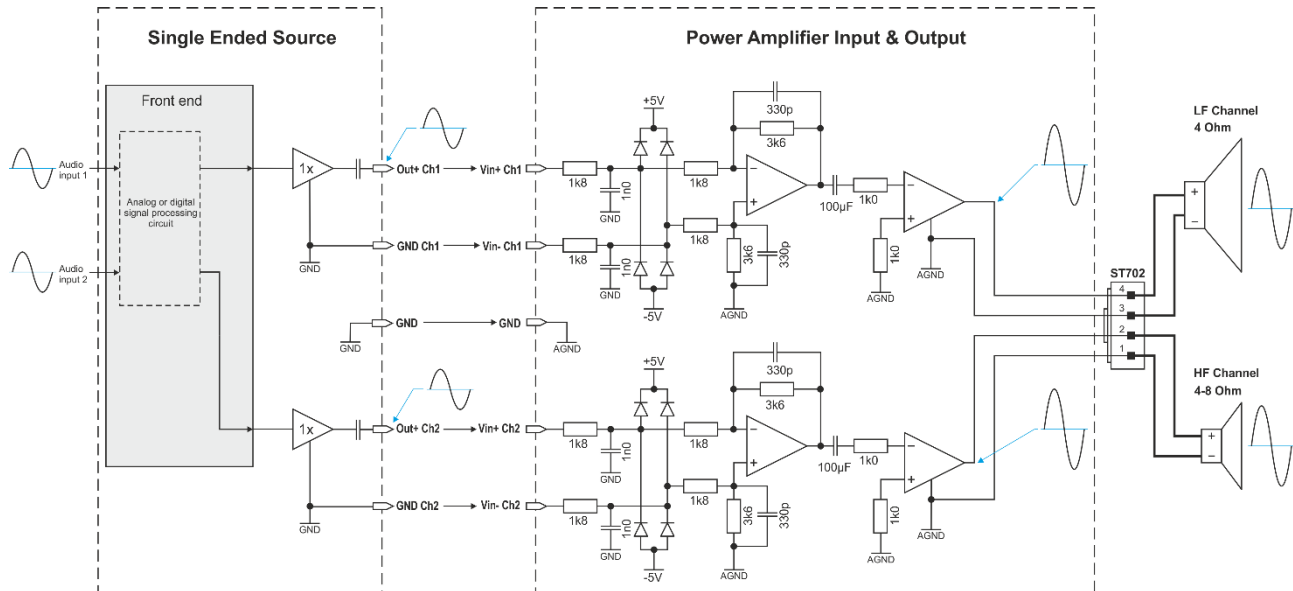 Single Ended Source
Power Amplifier Input & Output
Front end
Audio
input 1
Analog or digital
signal processing
circuit
Audio
input 2
1x
GND
Out+ Ch1
Vin+ Ch1
GND Ch1
Vin- Ch1
GND
GND
GND
AGND
1x
GND
Out+ Ch2
Vin+ Ch2
GND Ch2
Vin- Ch2
+5V
330p
3k6
1k8
1n0
GND
1k8
−
+
100µF
1k0
−
+
1k8
1k8
1n0
GND
3k6
330p
1k0
AGND
AGND
AGND
-5V
+5V
330p
3k6
1k8
1n0
GND
1k8
−
+
100µF
1k0
−
+
1k8
1k8
1n0
GND
3k6
330p
1k0
AGND
AGND
AGND
-5V
LF Channel
4 Ohm
+
−
ST702
4
3
2
1
HF Channel
4-8 Ohm
+
−